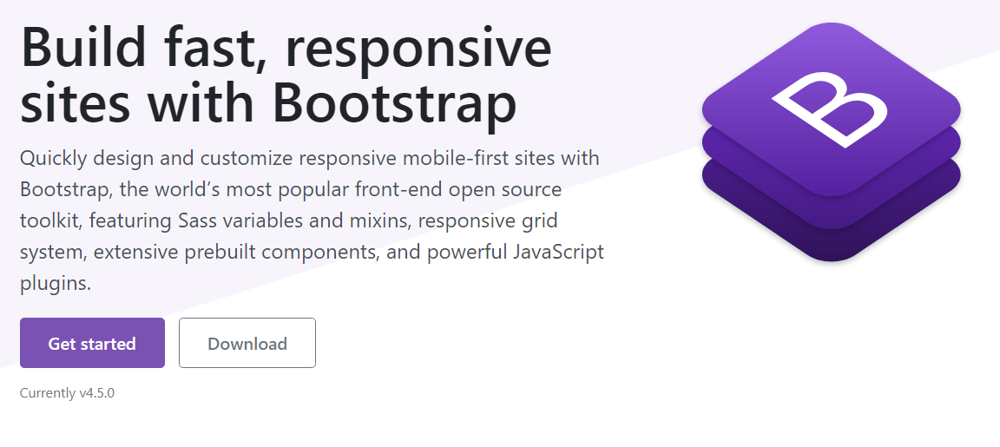 Build fast, responsive
sites with Bootstrap
Quickly design and customize responsive mobile-first sites with
Bootstrap, the world’s most popular front-end open source
toolkit, featuring Sass variables and mixins, responsive grid
system, extensive prebuilt components, and powerful JavaScript
plugins.
Get started
Download
Currently v4.5.0
B